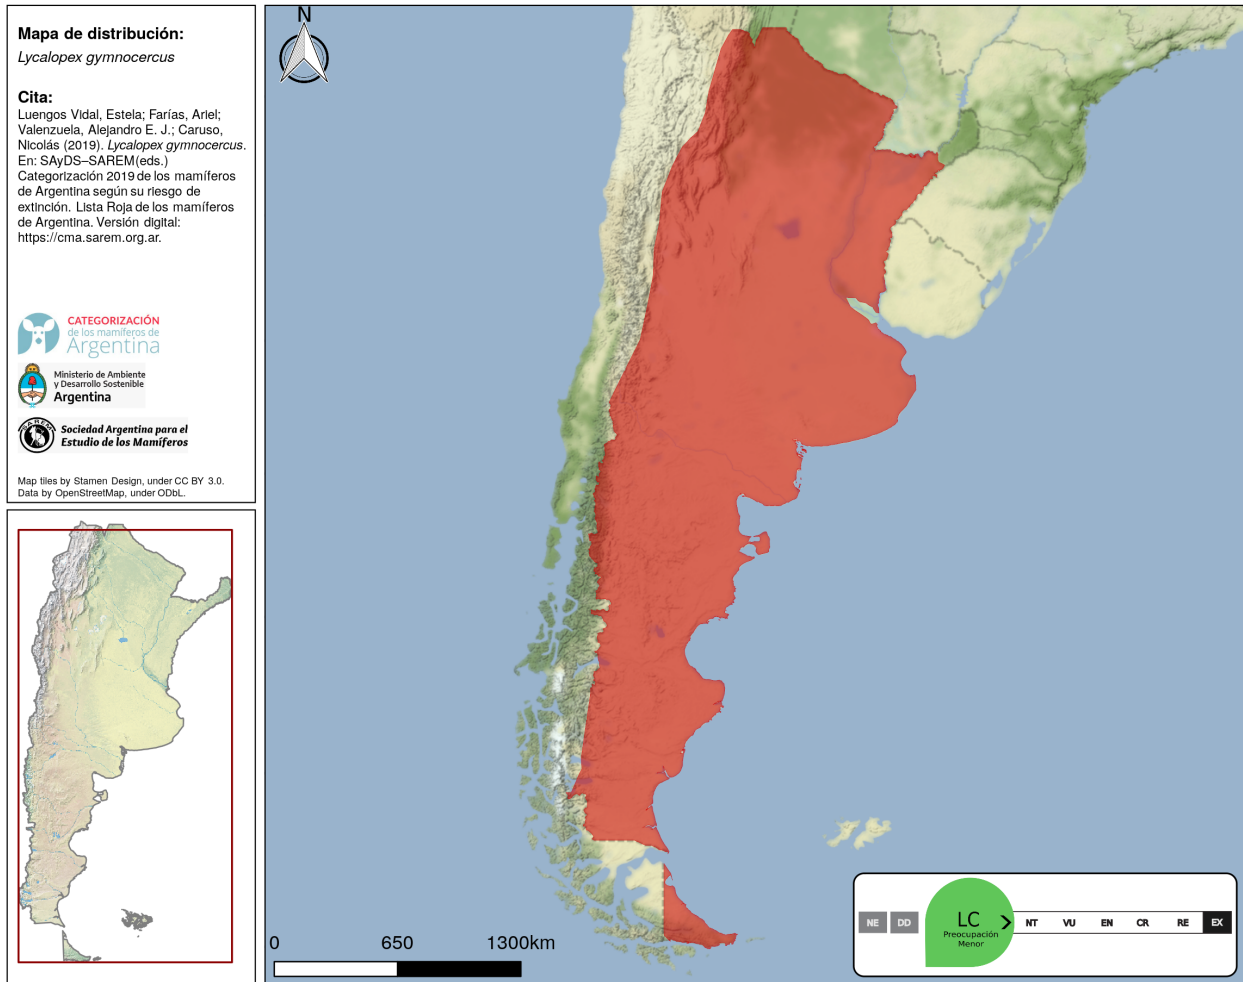 Mapa de distribución:
Lycalopex gymnocercus
Cita:
Luengos Vidal, Estela; Farías, Ariel;
Valenzuela, Alejandro E. J.; Caruso,
Nicolás (2019). Lycalopex gymnocercus.
En: SAyDS–SAREM(eds.)
Categorización 2019 de los mamíferos
de Argentina según su riesgo de
extinción. Lista Roja de los mamíferos
de Argentina. Versión digital:
https://cma.sarem.org.ar.
CATEGORIZACIÓN
de los mamíferos de
Argentina
Ministerio de Ambiente
y Desarrollo Sostenible
Argentina
SAREM
Sociedad Argentina para el
Estudio de los Mamíferos
Map tiles by Stamen Design, under CC BY 3.0.
Data by OpenStreetMap, under ODbL.
N
0 650 1300km
NE DD LC NT VU EN CR RE EX
Preocupación
Menor